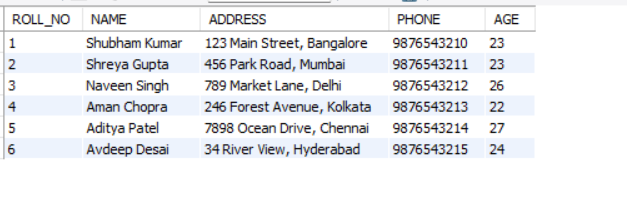 ROLL_NO NAME ADDRESS PHONE AGE
1 Shubham Kumar 123 Main Street, Bangalore 9876543210 23
2 Shreya Gupta 456 Park Road, Mumbai 9876543211 23
3 Naveen Singh 789 Market Lane, Delhi 9876543212 26
4 Aman Chopra 246 Forest Avenue, Kolkata 9876543213 22
5 Aditya Patel 7898 Ocean Drive, Chennai 9876543214 27
6 Avdeep Desai 34 River View, Hyderabad 9876543215 24